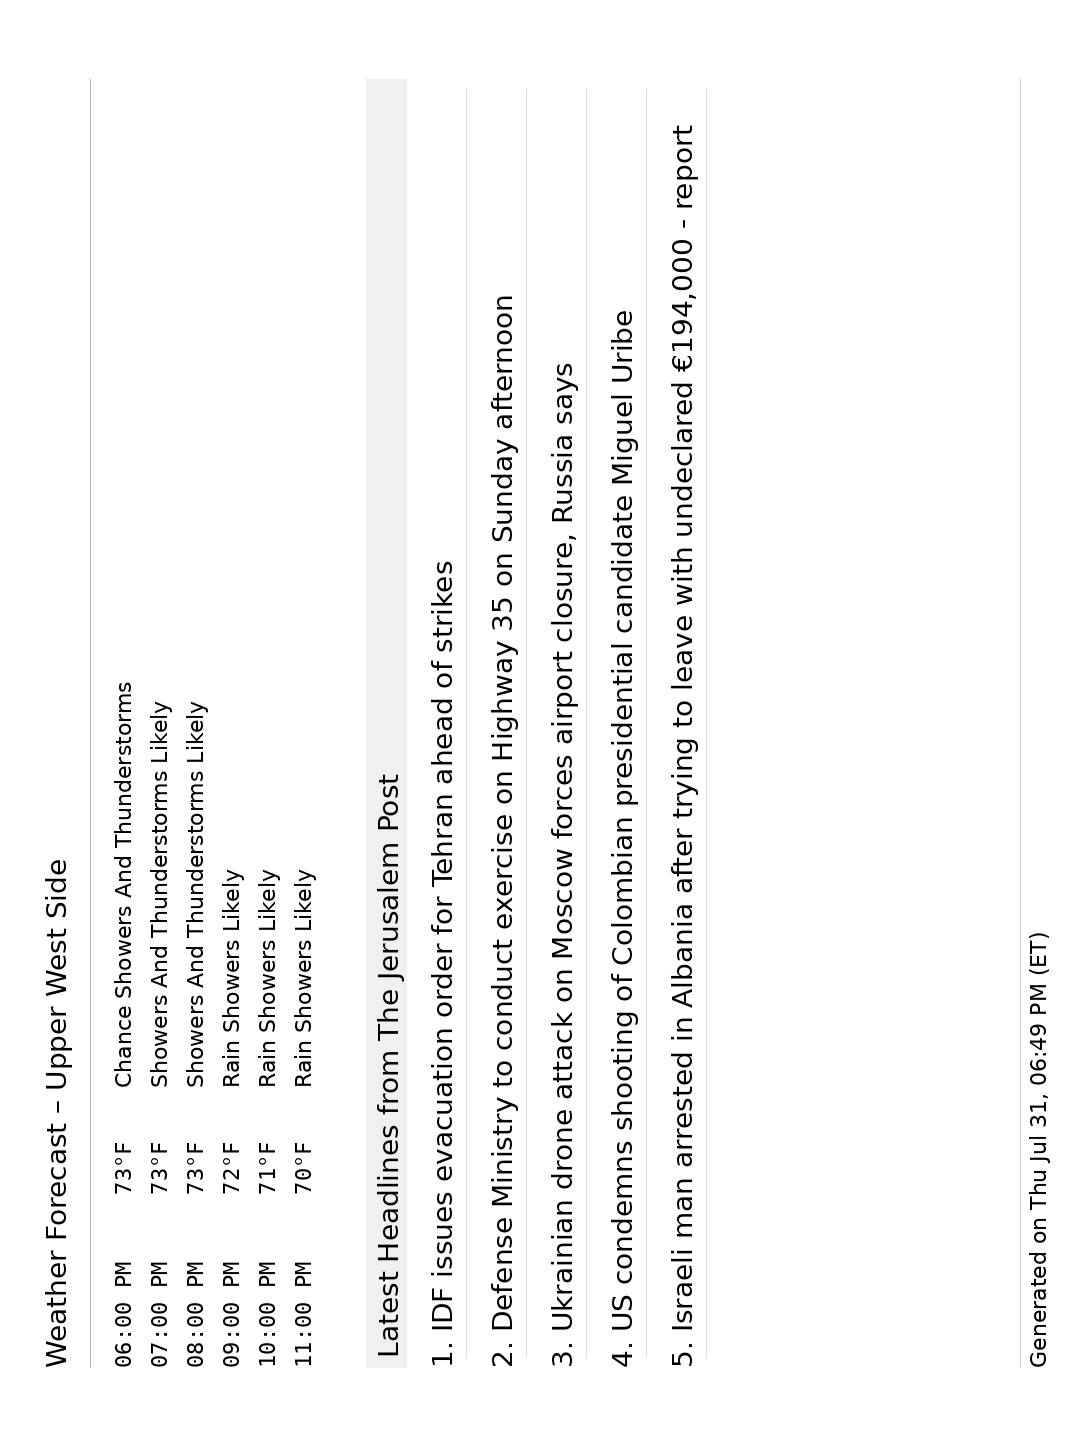 Weather Forecast – Upper West Side
06:00 PM 73°F Chance Showers And Thunderstorms
07:00 PM 73°F Showers And Thunderstorms Likely
08:00 PM 73°F Showers And Thunderstorms Likely
09:00 PM 72°F Rain Showers Likely
10:00 PM 71°F Rain Showers Likely
11:00 PM 70°F Rain Showers Likely
Latest Headlines from The Jerusalem Post
1. IDF issues evacuation order for Tehran ahead of strikes
2. Defense Ministry to conduct exercise on Highway 35 on Sunday afternoon
3. Ukrainian drone attack on Moscow forces airport closure, Russia says
4. US condemns shooting of Colombian presidential candidate Miguel Uribe
5. Israeli man arrested in Albania after trying to leave with undeclared €194,000 - report
Generated on Thu Jul 31, 06:49 PM (ET)